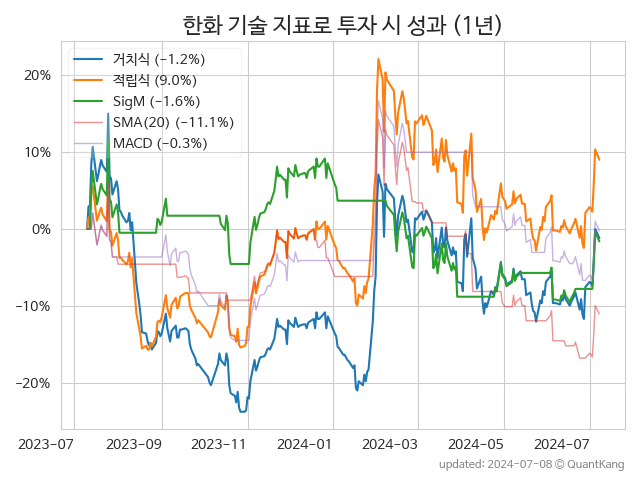 한화 기술 지표로 투자 시 성과 (1년)
거치식 (−1.2%)
적립식 (9.0%)
SigM (−1.6%)
SMA(20) (−11.1%)
MACD (−0.3%)
20%
10%
0%
−10%
−20%
2023-07 2023-09 2023-11 2024-01 2024-03 2024-05 2024-07
updated: 2024-07-08 ⓒ QuantKang